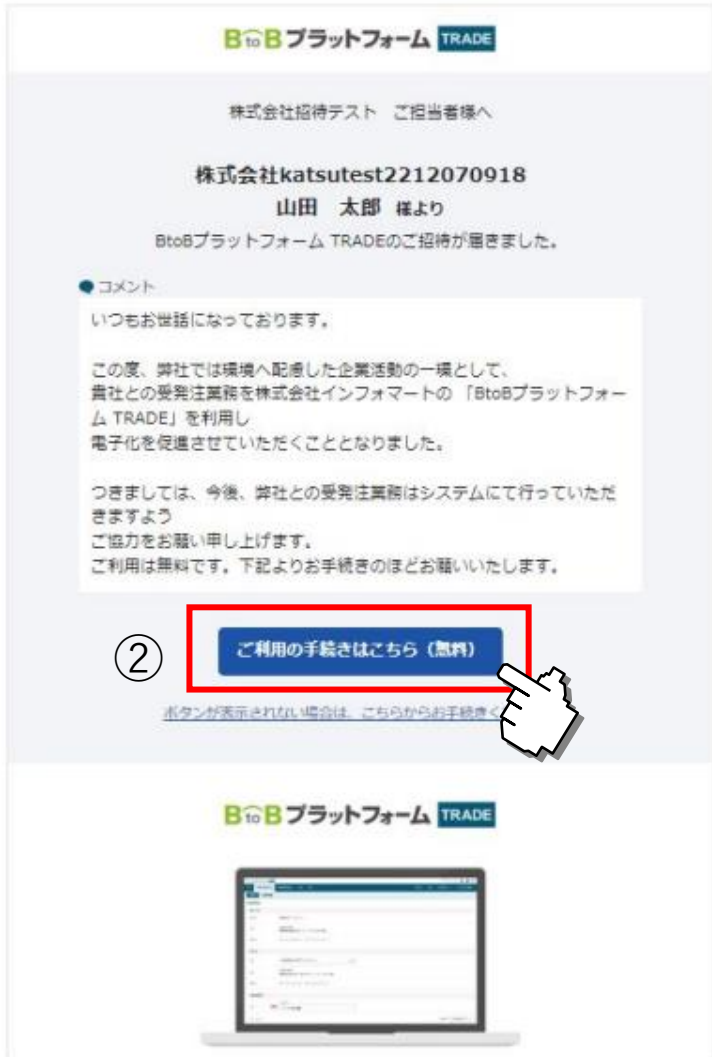 BtoB プラットフォーム TRADE
株式会社招待テスト　ご担当者様へ
株式会社katsutest2212070918
山田　太郎 様より
BtoBプラットフォーム TRADEのご招待が届きました。
コメント
いつもお世話になっております。
この度、弊社では環境へ配慮した企業活動の一環として、
貴社との受発注業務を株式会社インフォマートの 「BtoBプラットフォー
ム TRADE」を利用し
電子化を促進させていただくこととなりました。
つきましては、今後、弊社との受発注業務はシステムにて行っていただ
きますよう
ご協力をお願い申し上げます。
ご利用は無料です。下記よりお手続きのほどお願いいたします。
② ご利用の手続きはこちら（無料）
ボタンが表示されない場合は、こちらからお手続きく
BtoB プラットフォーム TRADE